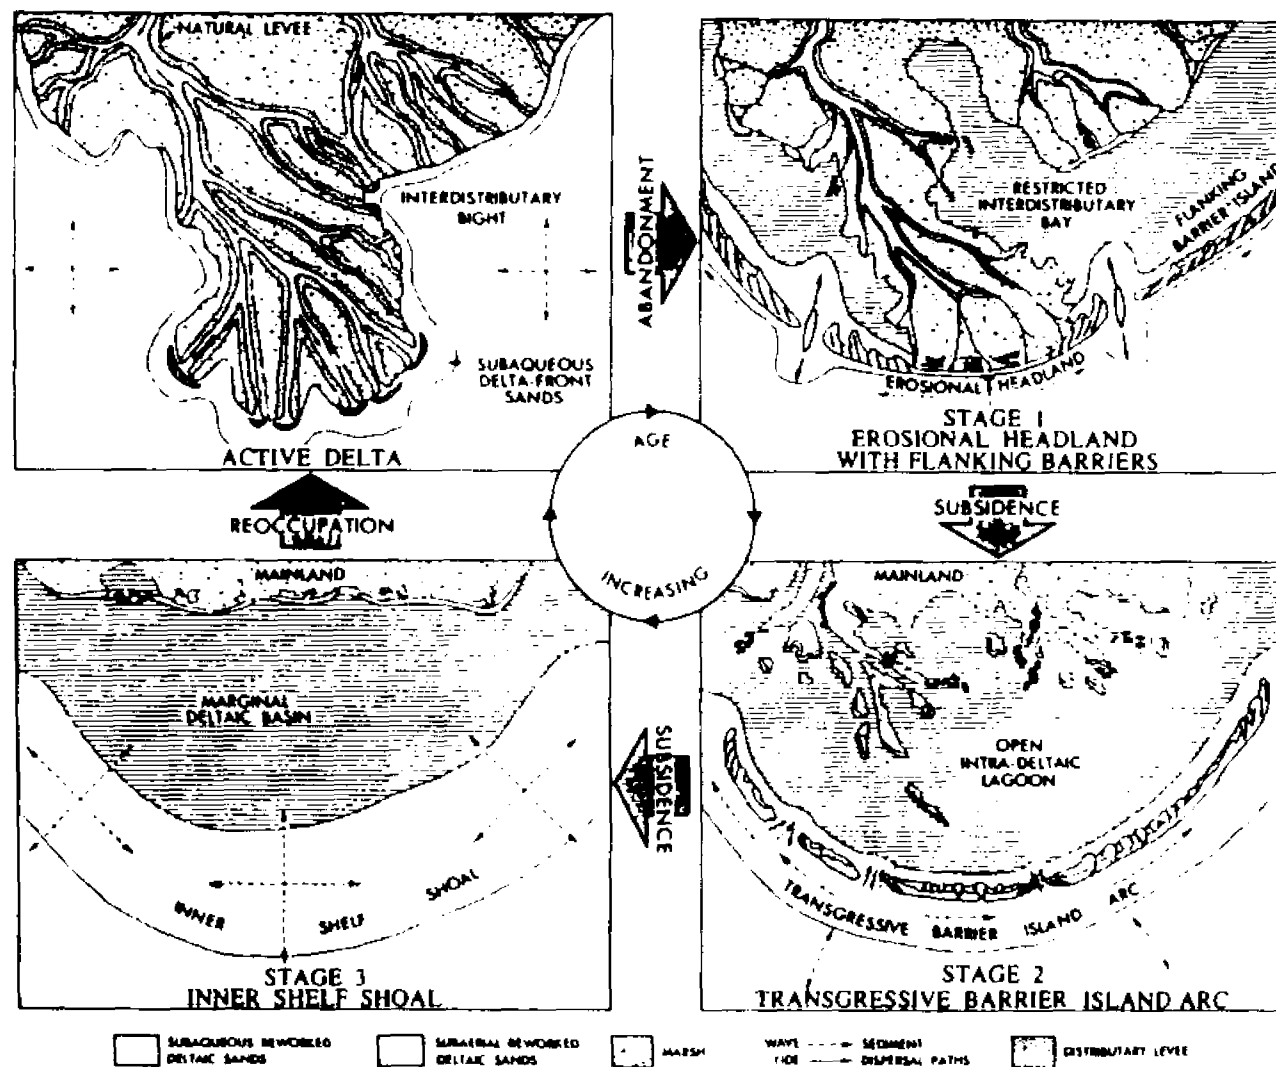 NATURAL LEVEE
INTERDISTRIBUTARY
BIGHT
SUBAQUEOUS
DELTA-FRONT
SANDS
ACTIVE DELTA
ABANDONMENT
RESTRICTED
INTERDISTRIBUTARY
BAY
FLANKING
BARRIER ISLAND
EROSIONAL HEADLAND
STAGE 1
EROSIONAL HEADLAND
WITH FLANKING BARRIERS
AGE
INCREASING
REOCCUPATION
SUBSIDENCE
MAINLAND
MARGINAL
DELTAIC BASIN
INNER SHELF SHOAL
STAGE 3
INNER SHELF SHOAL
SUBSIDENCE
MAINLAND
OPEN
INTRA-DELTAIC
LAGOON
TRANSGRESSIVE BARRIER ISLAND ARC
STAGE 2
TRANSGRESSIVE BARRIER ISLAND ARC
SUBAQUEOUS REWORKED
DELTAIC SANDS
SUBAERIAL REWORKED
DELTAIC SANDS
MARSH
WAVE SEDIMENT
TIDE DISPERSAL PATHS
DISTRIBUTARY LEVEE